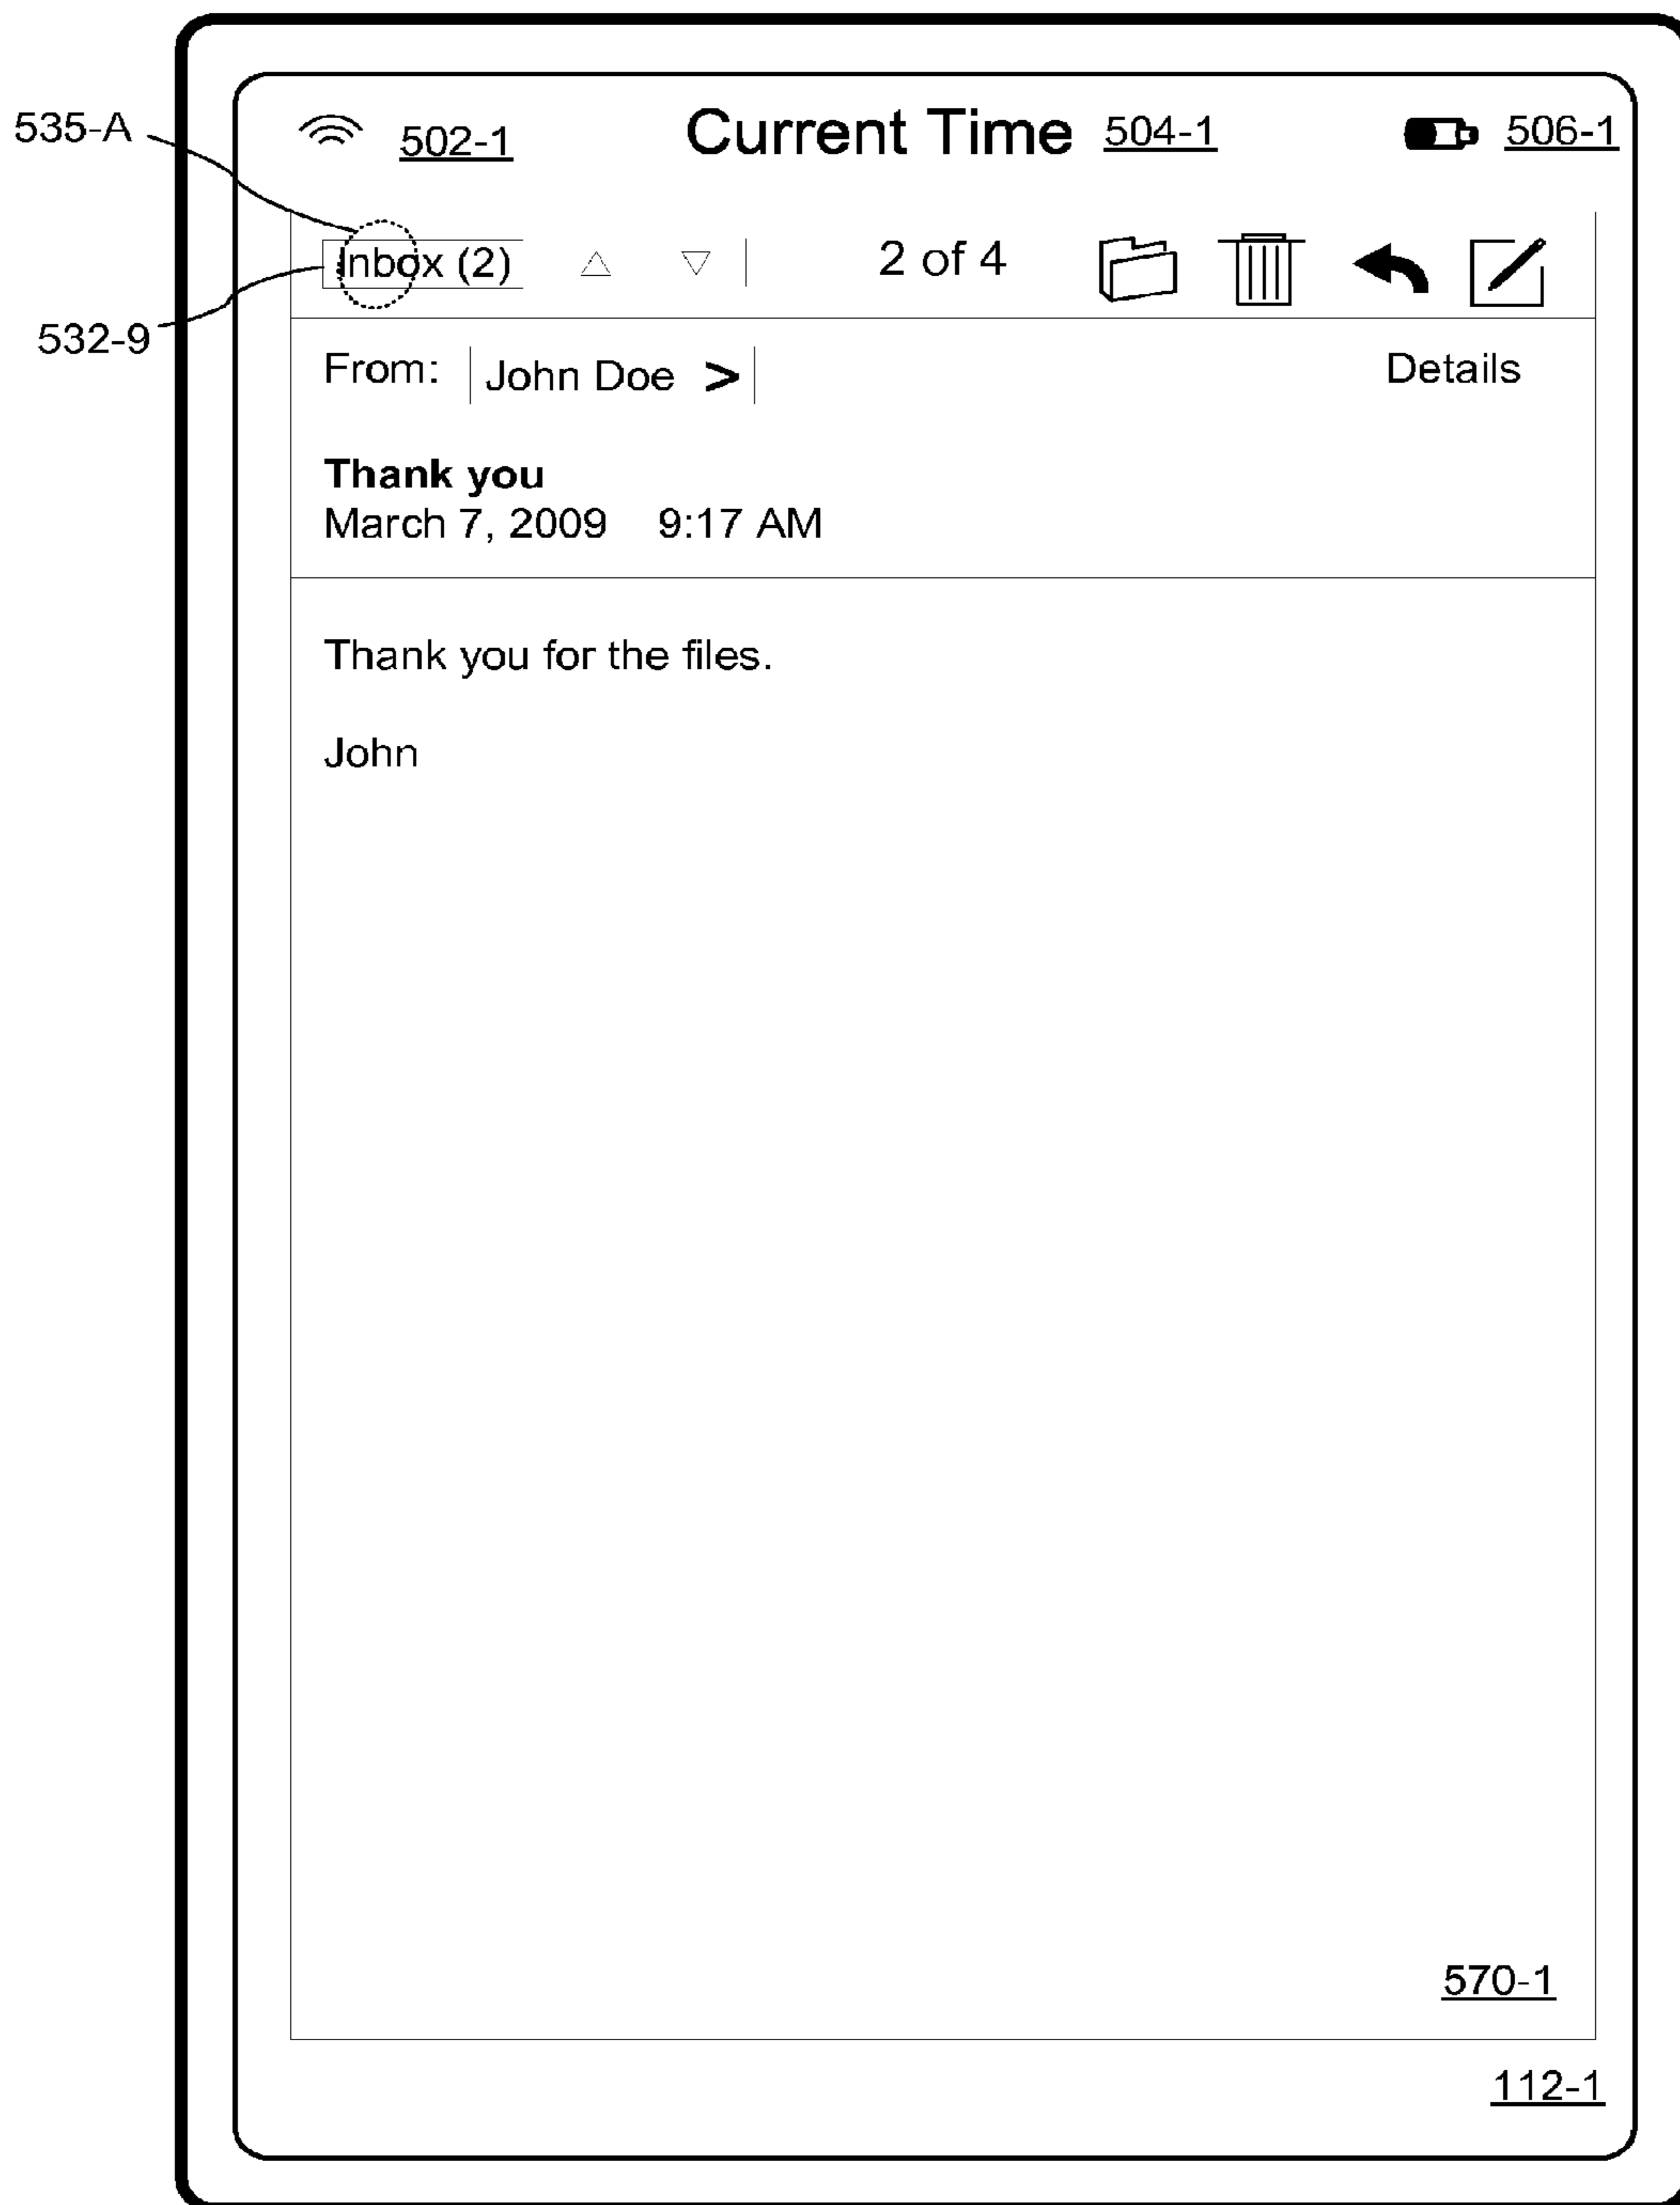 535-A
502-1 Current Time 504-1 506-1
Inbox (2) 2 of 4
532-9
From: John Doe > Details
Thank you
March 7, 2009 9:17 AM
Thank you for the files.
John
570-1
112-1